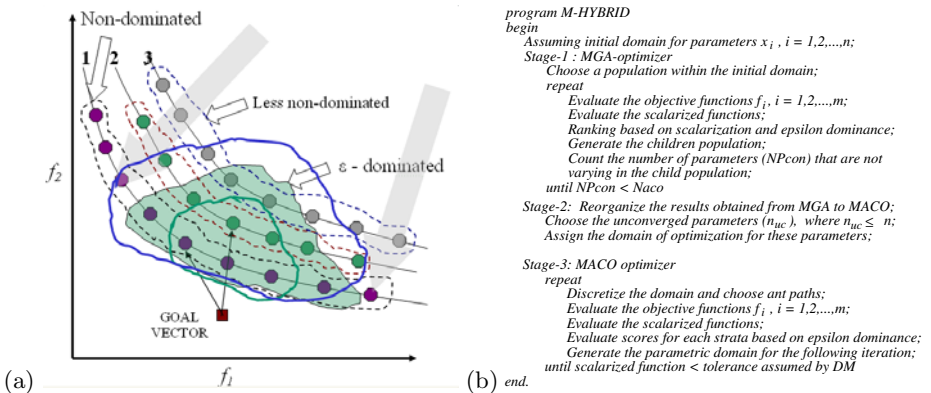 Non-dominated
1 2 3
Less non-dominated
f2
ε - dominated
GOAL
VECTOR
f1
(a)
program M-HYBRID
begin
Assuming initial domain for parameters x i , i = 1,2,...,n;
Stage-1 : MGA-optimizer
Choose a population within the initial domain;
repeat
Evaluate the objective functions f i, i = 1,2,...,m;
Evaluate the scalarized functions;
Ranking based on scalarization and epsilon dominance;
Generate the children population;
Count the number of parameters (NPcon) that are not
varying in the child population;
until NPcon < Naco
Stage-2: Reorganize the results obtained from MGA to MACO;
Choose the unconverged parameters (n uc ), where n uc ≤ n;
Assign the domain of optimization for these parameters;
Stage-3: MACO optimizer
repeat
Discretize the domain and choose ant paths;
Evaluate the objective functions f i , i = 1,2,...,m;
Evaluate the scalarized functions;
Evaluate scores for each strata based on epsilon dominance;
Generate the parametric domain for the following iteration;
until scalarized function < tolerance assumed by DM
(b) end.